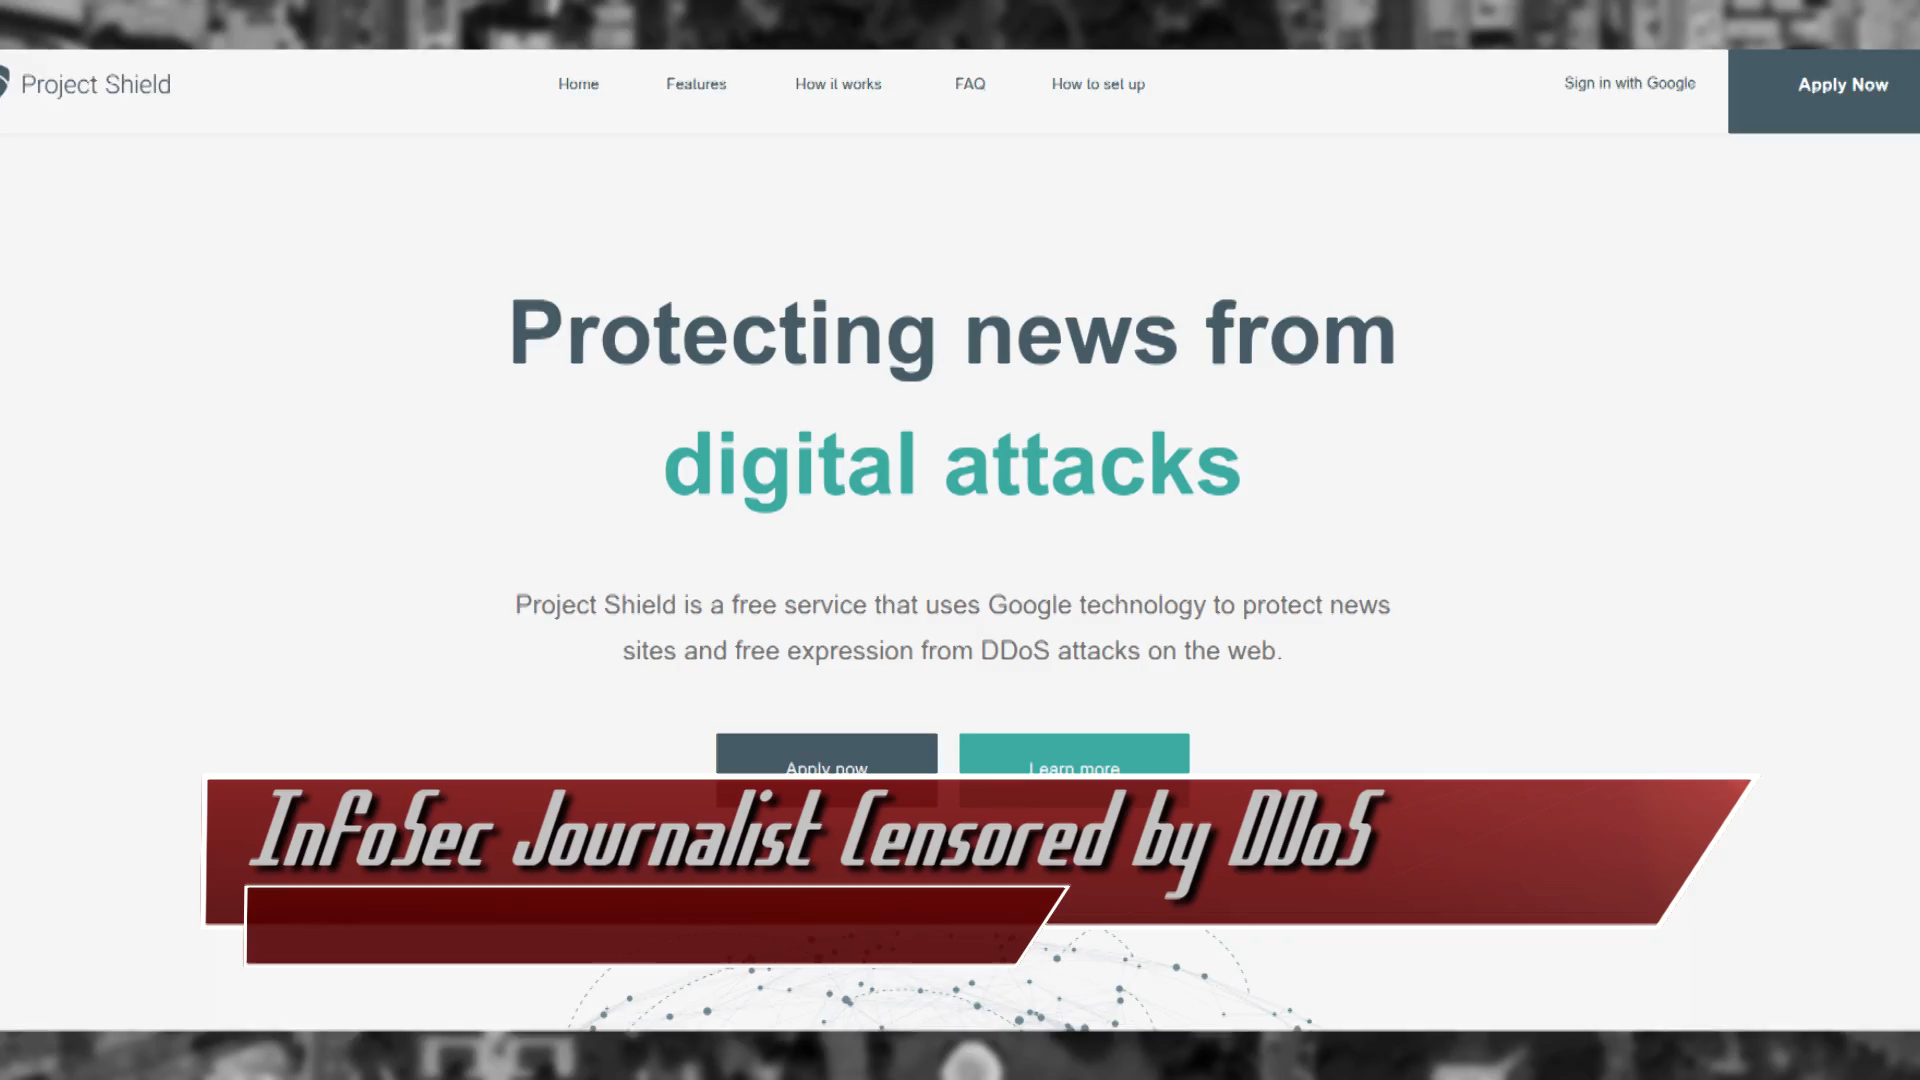 Project Shield
Home Features How it works FAQ How to set up Sign in with Google Apply Now
Protecting news from
digital attacks
Project Shield is a free service that uses Google technology to protect news
sites and free expression from DDoS attacks on the web.
Apply now Learn more
InFoSec Journalist Censored by DDoS